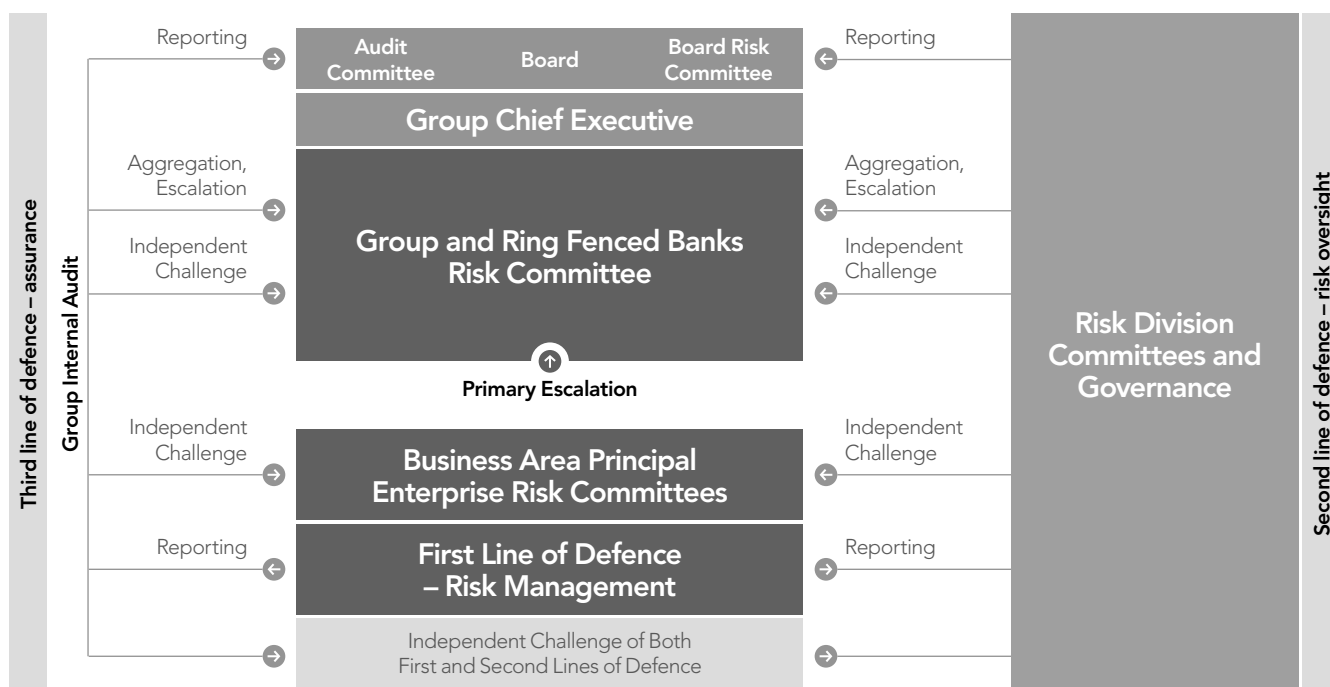 Third line of defence – assurance
Group Internal Audit
Reporting
Aggregation,
Escalation
Independent
Challenge
Independent
Challenge
Reporting
Audit
Committee
Board
Board Risk
Committee
Group Chief Executive
Group and Ring Fenced Banks
Risk Committee
Primary Escalation
Business Area Principal
Enterprise Risk Committees
First Line of Defence
– Risk Management
Independent Challenge of Both
First and Second Lines of Defence
Reporting
Aggregation,
Escalation
Independent
Challenge
Independent
Challenge
Reporting
Risk Division
Committees and
Governance
Second line of defence – risk oversight